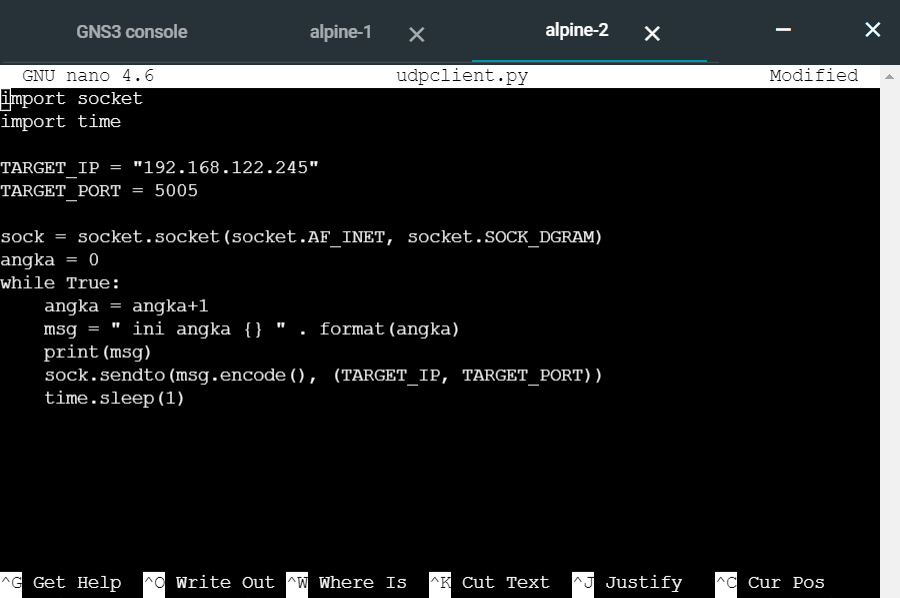 GNS3 console alpine-1 alpine-2
GNU nano 4.6 udpclient.py Modified
import socket
import time
TARGET_IP = "192.168.122.245"
TARGET_PORT = 5005
sock = socket.socket(socket.AF_INET, socket.SOCK_DGRAM)
angka = 0
while True:
    angka = angka+1
    msg = " ini angka {} " . format(angka)
    print(msg)
    sock.sendto(msg.encode(), (TARGET_IP, TARGET_PORT))
    time.sleep(1)
^G Get Help ^O Write Out ^W Where Is ^K Cut Text ^J Justify ^C Cur Pos